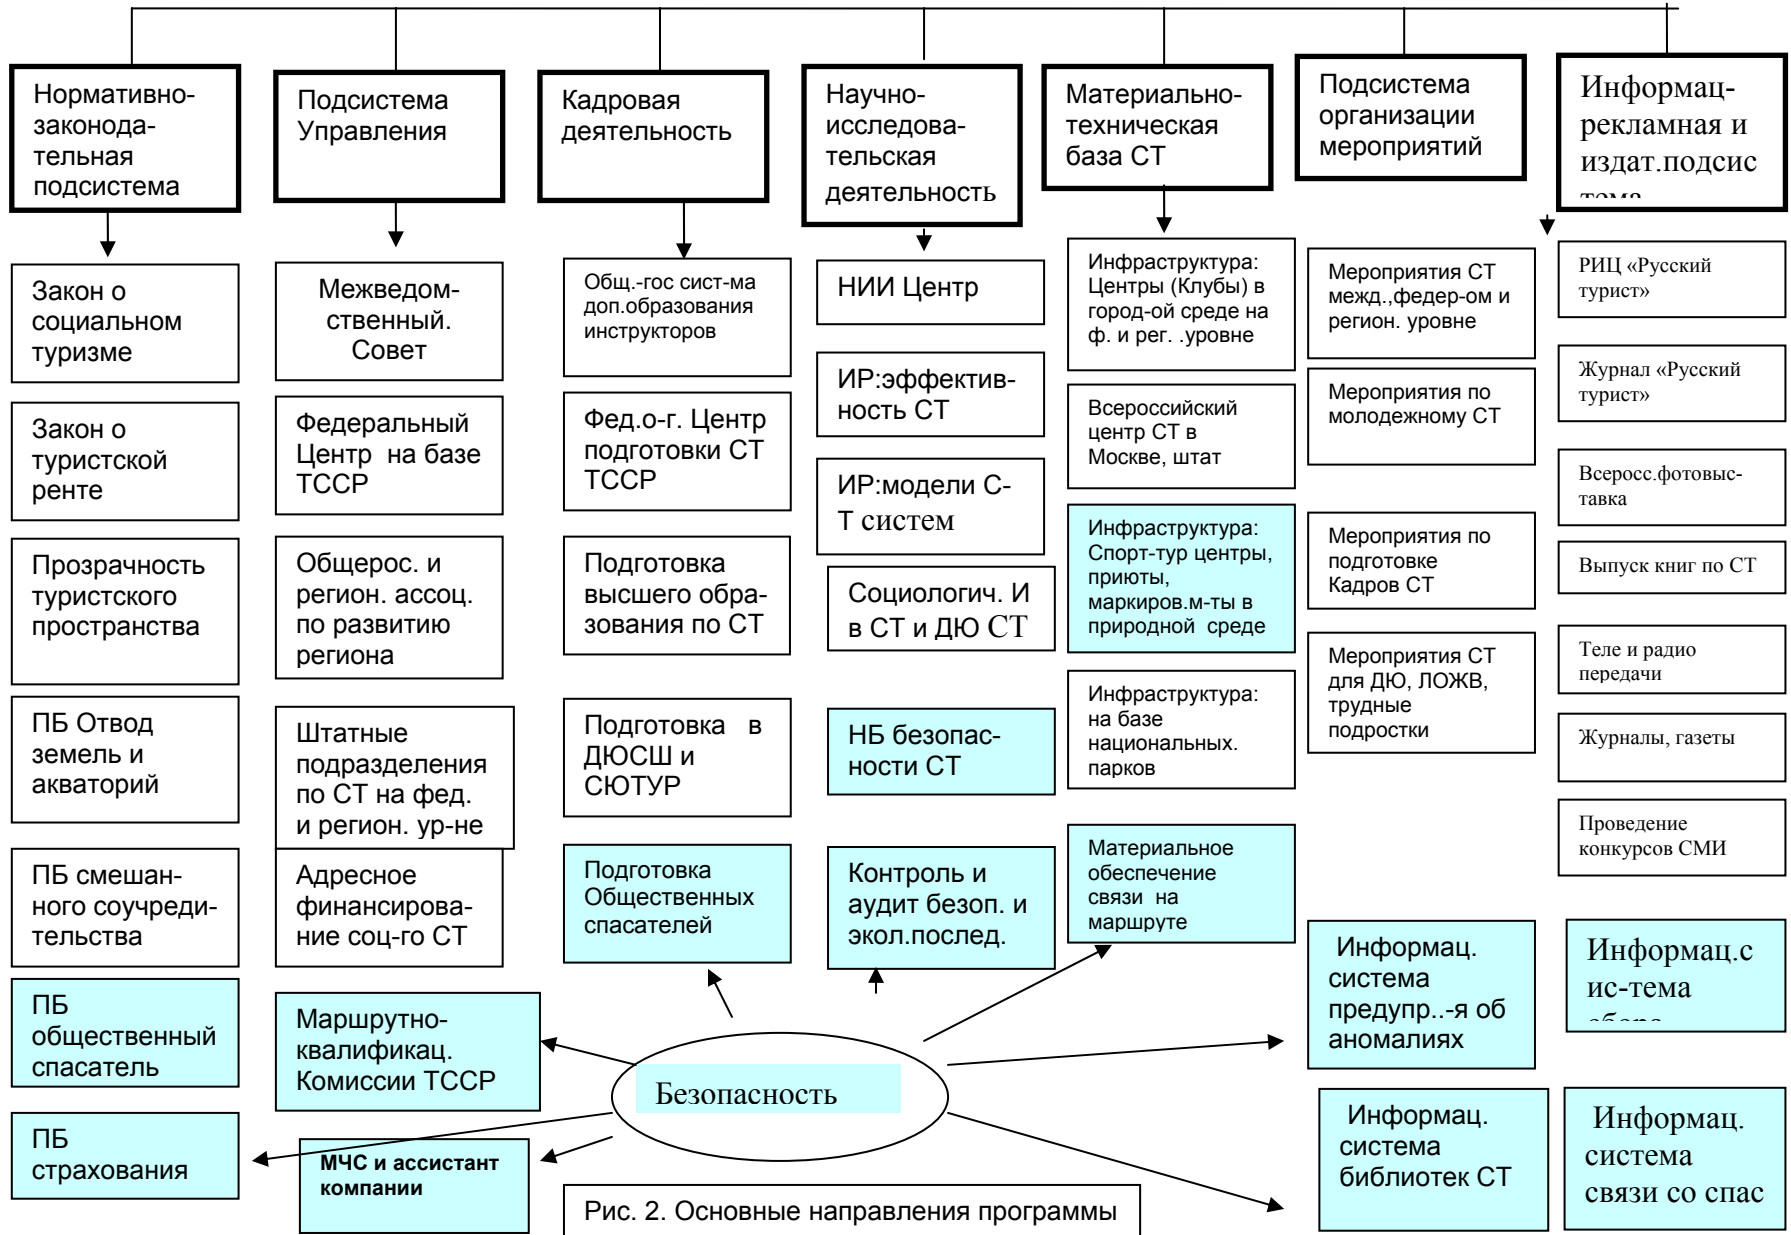 Нормативно-
законода-
тельная
подсистема
Подсистема
Управления
Кадровая
деятельность
Научно-
исследова-
тельская
деятельность
Материально-
техническая
база СТ
Подсистема
организации
мероприятий
Информац-
рекламная и
издат.подсис
тема
Закон о
социальном
туризме
Закон о
туристской
ренте
Прозрачность
туристского
пространства
ПБ Отвод
земель и
акваторий
ПБ смешан-
ного соучреди-
тельства
ПБ
общественный
спасатель
ПБ
страхования
Межведом-
ственный.
Совет
Федеральный
Центр на базе
ТССР
Общерос. и
регион. ассоц.
по развитию
региона
Штатные
подразделения
по СТ на фед.
и регион. ур-не
Адресное
финансирова-
ние соц-го СТ
Маршрутно-
квалификац.
Комиссии ТССР
МЧС и ассистант
компании
Общ.-гос сист-ма
доп.образования
инструкторов
Фед.о-г. Центр
подготовки СТ
ТССР
Подготовка
высшего обра-
зования по СТ
Подготовка в
ДЮСШ и
СЮТУР
Подготовка
Общественных
спасателей
НИИ Центр
ИР:эффектив-
ность СТ
ИР:модели С-
Т систем
Социологич. И
в СТ и ДЮ СТ
НБ безопас-
ности СТ
Контроль и
аудит безоп. и
экол.послед.
Инфраструктура:
Центры (Клубы) в
город-ой среде на
ф. и рег. .уровне
Всероссийский
центр СТ в
Москве, штат
Инфраструктура:
Спорт-тур центры,
приюты,
маркиров.м-ты в
природной среде
Инфраструктура:
на базе
национальных.
парков
Материальное
обеспечение
связи на
маршруте
Мероприятия СТ
межд.,федер-ом и
регион. уровне
Мероприятия по
молодежному СТ
Мероприятия по
подготовке
Кадров СТ
Мероприятия СТ
для ДЮ, ЛОЖВ,
трудные
подростки
Информац.
система
предупр..-я об
аномалиях
Информац.
система
библиотек СТ
РИЦ «Русский
турист»
Журнал «Русский
турист»
Всеросс.фотовыс-
тавка
Выпуск книг по СТ
Теле и радио
передачи
Журналы, газеты
Проведение
конкурсов СМИ
Информац.с
ис-тема
сбора
Информац.
система
связи со спас
Безопасность
Рис. 2. Основные направления программы